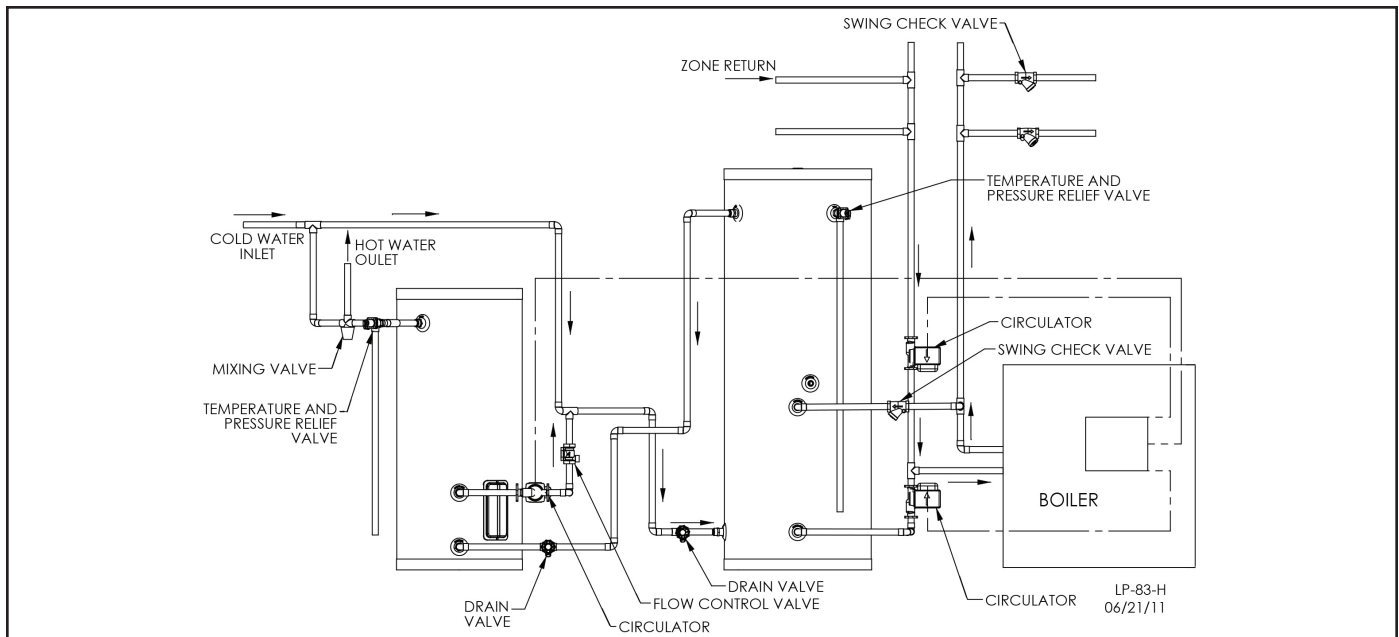 SWING CHECK VALVE
ZONE RETURN
TEMPERATURE AND
PRESSURE RELIEF VALVE
COLD WATER
INLET
HOT WATER
OULET
CIRCULATOR
SWING CHECK VALVE
MIXING VALVE
TEMPERATURE AND
PRESSURE RELIEF
VALVE
BOILER
DRAIN VALVE
FLOW CONTROL VALVE
DRAIN
VALVE
CIRCULATOR
CIRCULATOR
LP-83-H
06/21/11